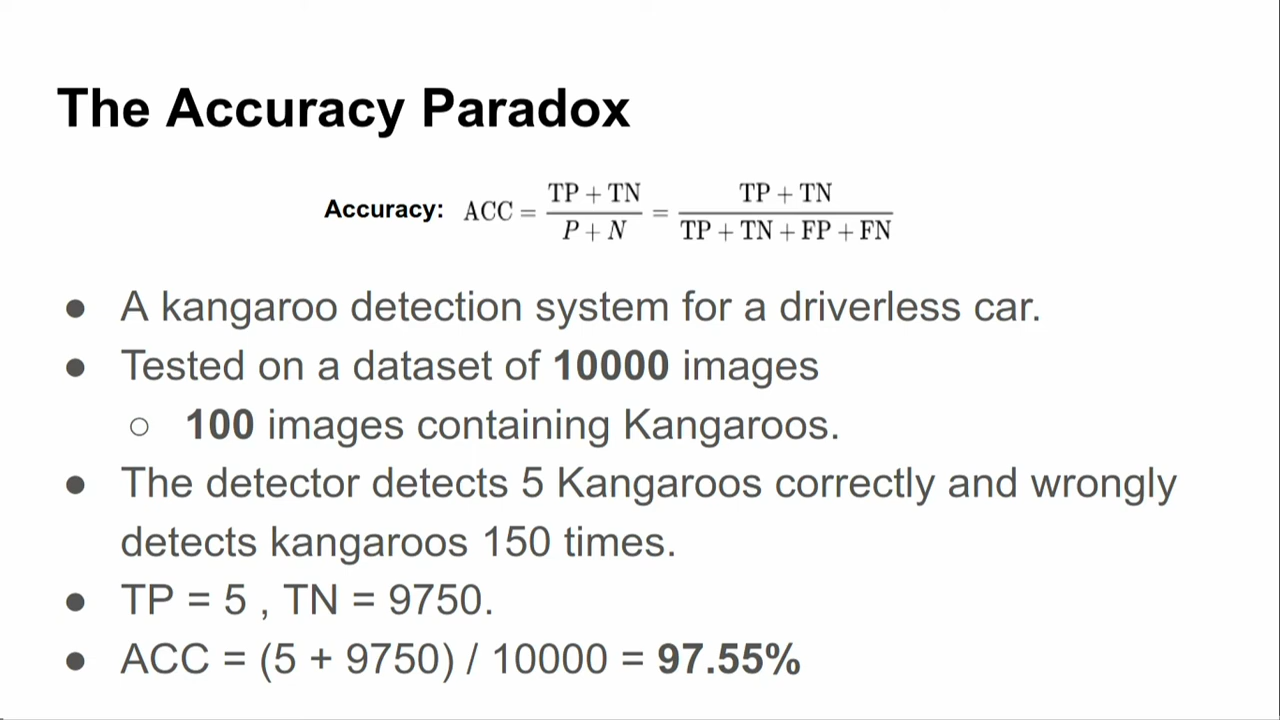 The Accuracy Paradox
Accuracy: ACC = \frac{TP + TN}{P + N} = \frac{TP + TN}{TP + TN + FP + FN}
● A kangaroo detection system for a driverless car.
● Tested on a dataset of 10000 images
○ 100 images containing Kangaroos.
● The detector detects 5 Kangaroos correctly and wrongly
detects kangaroos 150 times.
● TP = 5 , TN = 9750.
● ACC = (5 + 9750) / 10000 = 97.55%